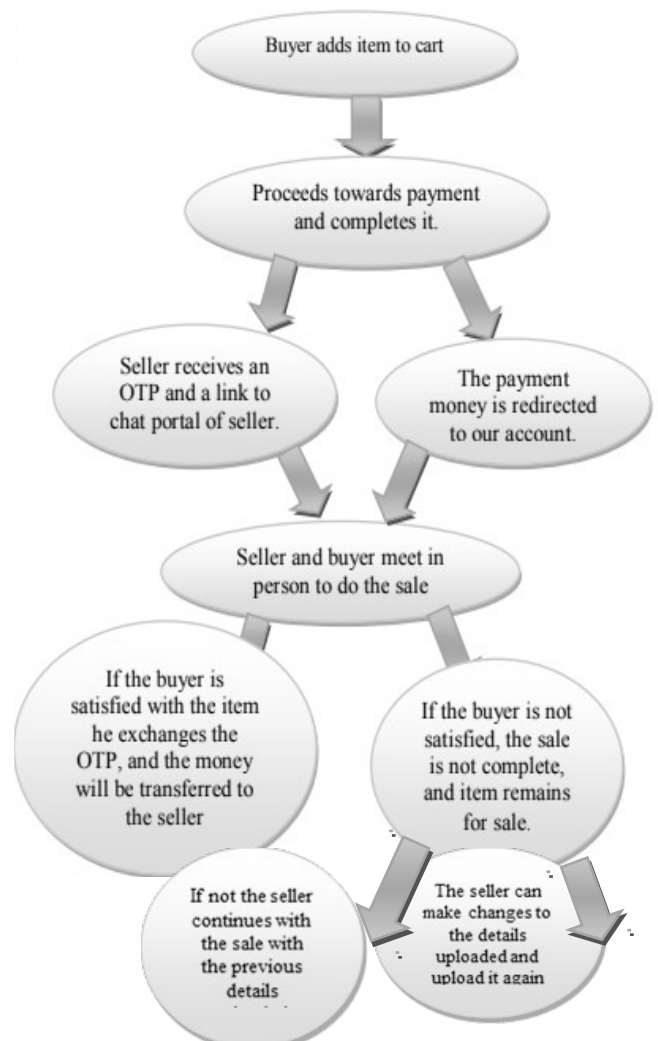 Buyer adds item to cart
Proceeds towards payment
and completes it.
Seller receives an
OTP and a link to
chat portal of seller.
The payment
money is redirected
to our account.
Seller and buyer meet in
person to do the sale
If the buyer is
satisfied with the item
he exchanges the
OTP, and the money
will be transferred to
the seller
If the buyer is not
satisfied, the sale
is not complete,
and item remains
for sale.
If not the seller
continues with
the sale with
the previous
details
The seller can
make changes to
the details
uploaded and
upload it again